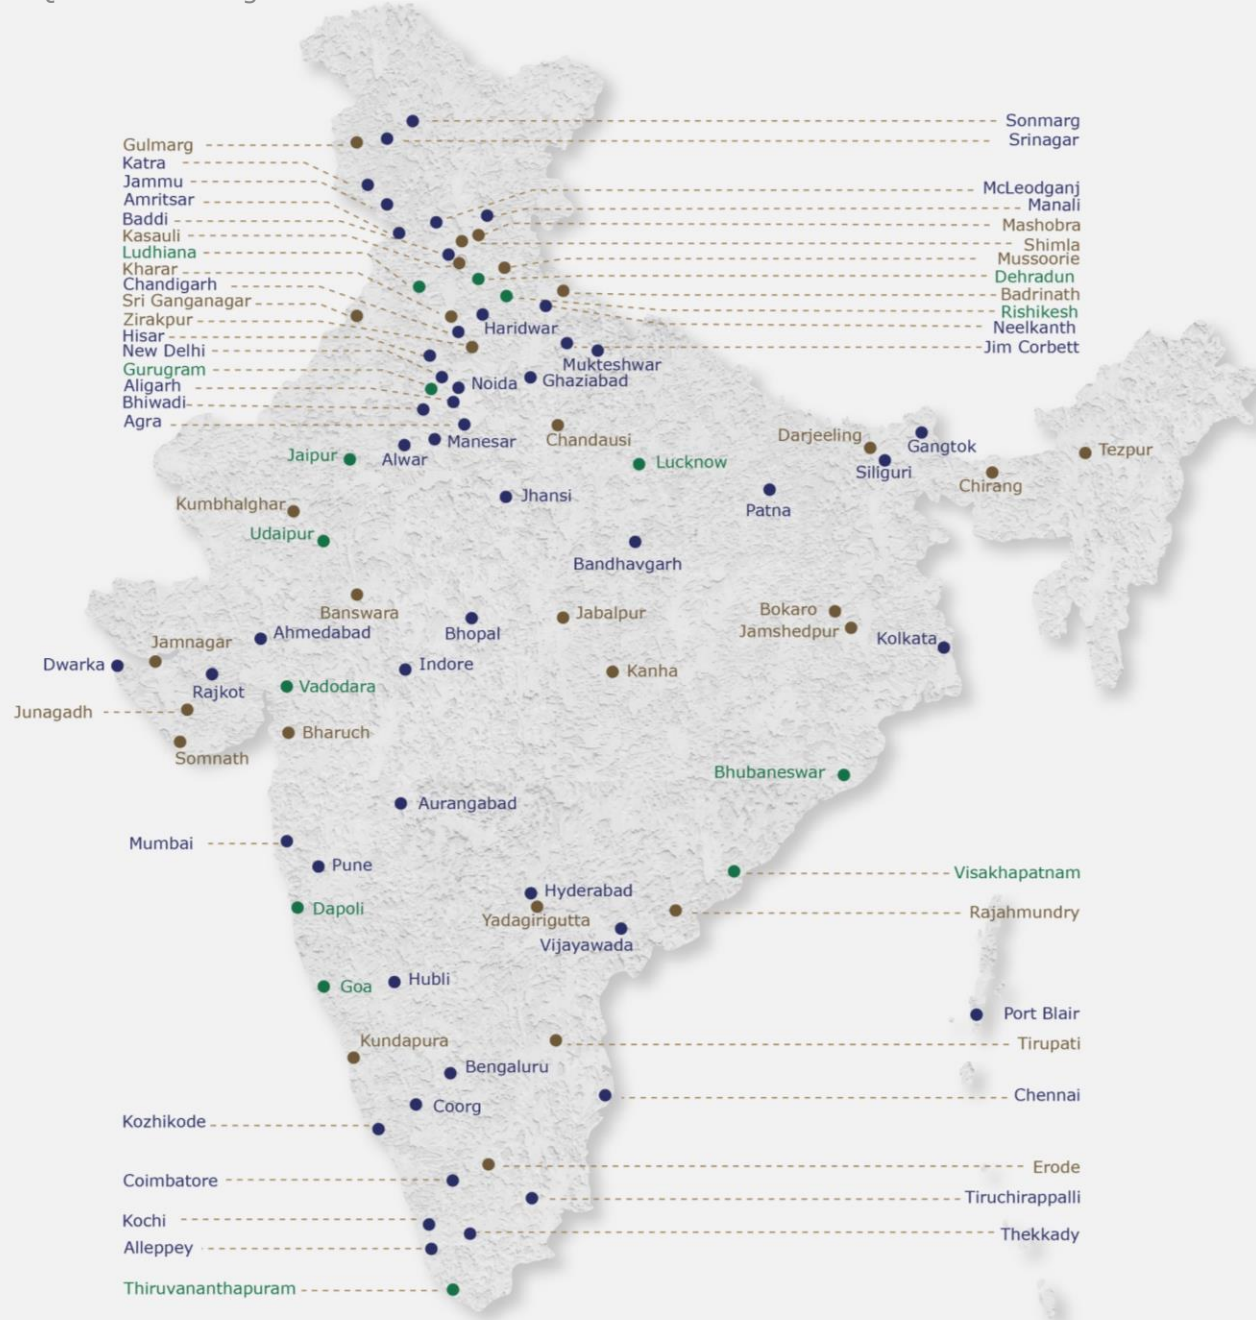 Sonmarg
Srinagar
Gulmarg
Katra
Jammu
Amritsar
Baddi
Kasauli
Ludhiana
Kharar
Chandigarh
Sri Ganganagar
Zirakpur
Hisar
New Delhi
Gurugram
Aligarh
Bhiwadi
Agra
McLeodganj
Manali
Mashobra
Shimla
Mussoorie
Dehradun
Badrinath
Rishikesh
Neelkanth
Jim Corbett
Haridwar
Mukteshwar
Noida
Ghaziabad
Manesar
Chandausi
Alwar
Jaipur
Lucknow
Darjeeling
Gangtok
Siliguri
Tezpur
Chirang
Kumbhalghar
Jhansi
Patna
Udaipur
Bandhavgarh
Banswara
Jabalpur
Bokaro
Jamshedpur
Kolkata
Ahmedabad
Bhopal
Jamnagar
Dwarka
Indore
Kanha
Rajkot
Vadodara
Junagadh
Bharuch
Somnath
Bhubaneswar
Aurangabad
Mumbai
Pune
Visakhapatnam
Hyderabad
Dapoli
Yadagirigutta
Rajahmundry
Vijayawada
Hubli
Goa
Port Blair
Kundapura
Tirupati
Bengaluru
Chennai
Coorg
Kozhikode
Erode
Coimbatore
Tiruchirappalli
Kochi
Thekkady
Alleppey
Thiruvananthapuram